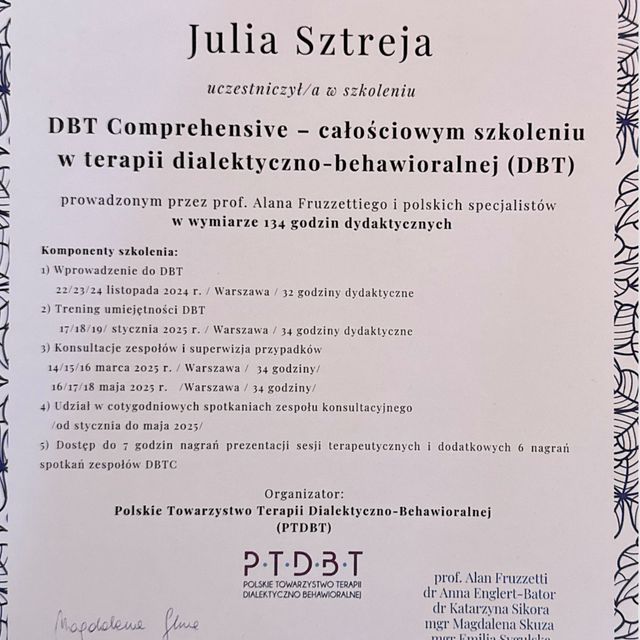 Julia Sztreja
uczestniczył/a w szkoleniu
DBT Comprehensive – całościowym szkoleniu
w terapii dialektyczno-behawioralnej (DBT)
prowadzonym przez prof. Alana Fruzzettiego i polskich specjalistów
w wymiarze 134 godzin dydaktycznych
Komponenty szkolenia:
1) Wprowadzenie do DBT
22/23/24 listopada 2024 r. / Warszawa / 32 godziny dydaktyczne
2) Trening umiejętności DBT
17/18/19/ stycznia 2025 r. / Warszawa / 34 godziny dydaktyczne
3) Konsultacje zespołów i superwizja przypadków
14/15/16 marca 2025 r. / Warszawa / 34 godziny/
16/17/18 maja 2025 r. /Warszawa / 34 godziny/
4) Udział w cotygodniowych spotkaniach zespołu konsultacyjnego
/od stycznia do maja 2025/
5) Dostęp do 7 godzin nagrań prezentacji sesji terapeutycznych i dodatkowych 6 nagrań
spotkań zespołów DBTC
Organizator:
Polskie Towarzystwo Terapii Dialektyczno-Behawioralnej
(PTDBT)
P·T·D·B·T
POLSKIE TOWARZYSTWO TERAPII
DIALEKTYCZNO BEHAWIORALNEJ
prof. Alan Fruzzetti
dr Anna Englert-Bator
dr Katarzyna Sikora
mgr Magdalena Skuza
mgr Emilia
Magdalena